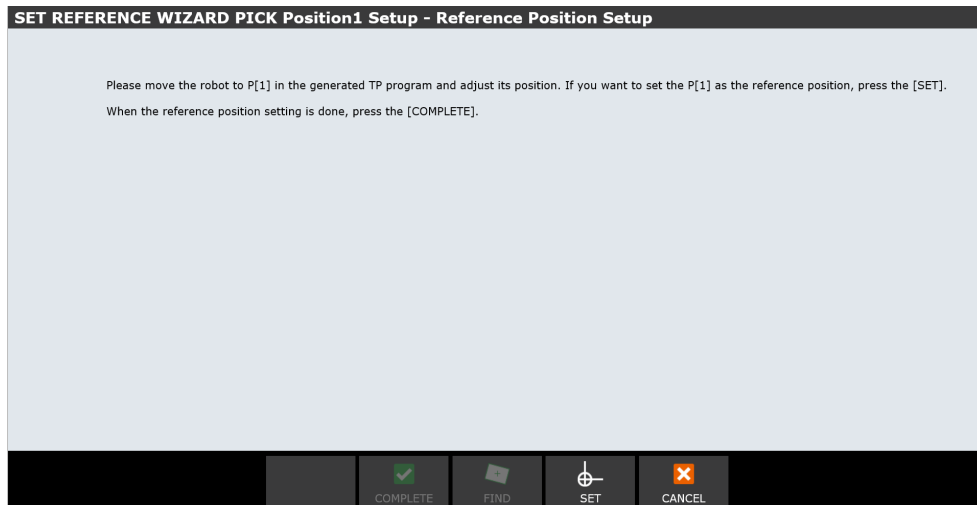 SET REFERENCE WIZARD PICK Position1 Setup - Reference Position Setup
Please move the robot to P[1] in the generated TP program and adjust its position. If you want to set the P[1] as the reference position, press the [SET].
When the reference position setting is done, press the [COMPLETE].
COMPLETE FIND SET CANCEL